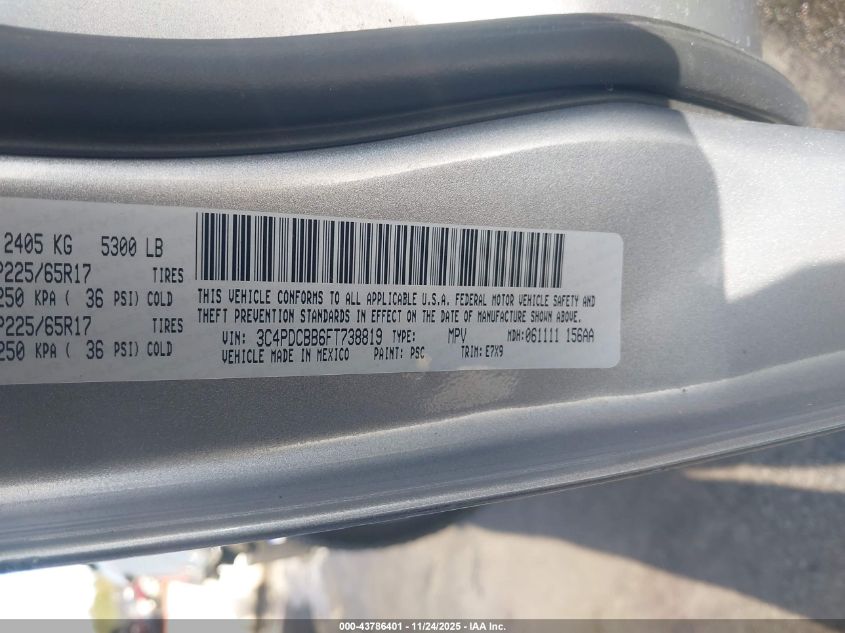 2405 KG 5300 LB
P225/65R17 TIRES
250 KPA ( 36 PSI) COLD
P225/65R17
250 KPA ( 36 PSI) COLD
THIS VEHICLE CONFORMS TO ALL APPLICABLE U.S.A. FEDERAL MOTOR VEHICLE SAFETY AND
THEFT PREVENTION STANDARDS IN EFFECT ON THE DATE OF MANUFACTURE SHOWN ABOVE.
VIN: 3C4PDCBB6FT738819 TYPE: MPV MDH:061111 156AA
VEHICLE MADE IN MEXICO PAINT: PSC TRIM: E7X9
000-43786401 - 11/24/2025 - IAA Inc.